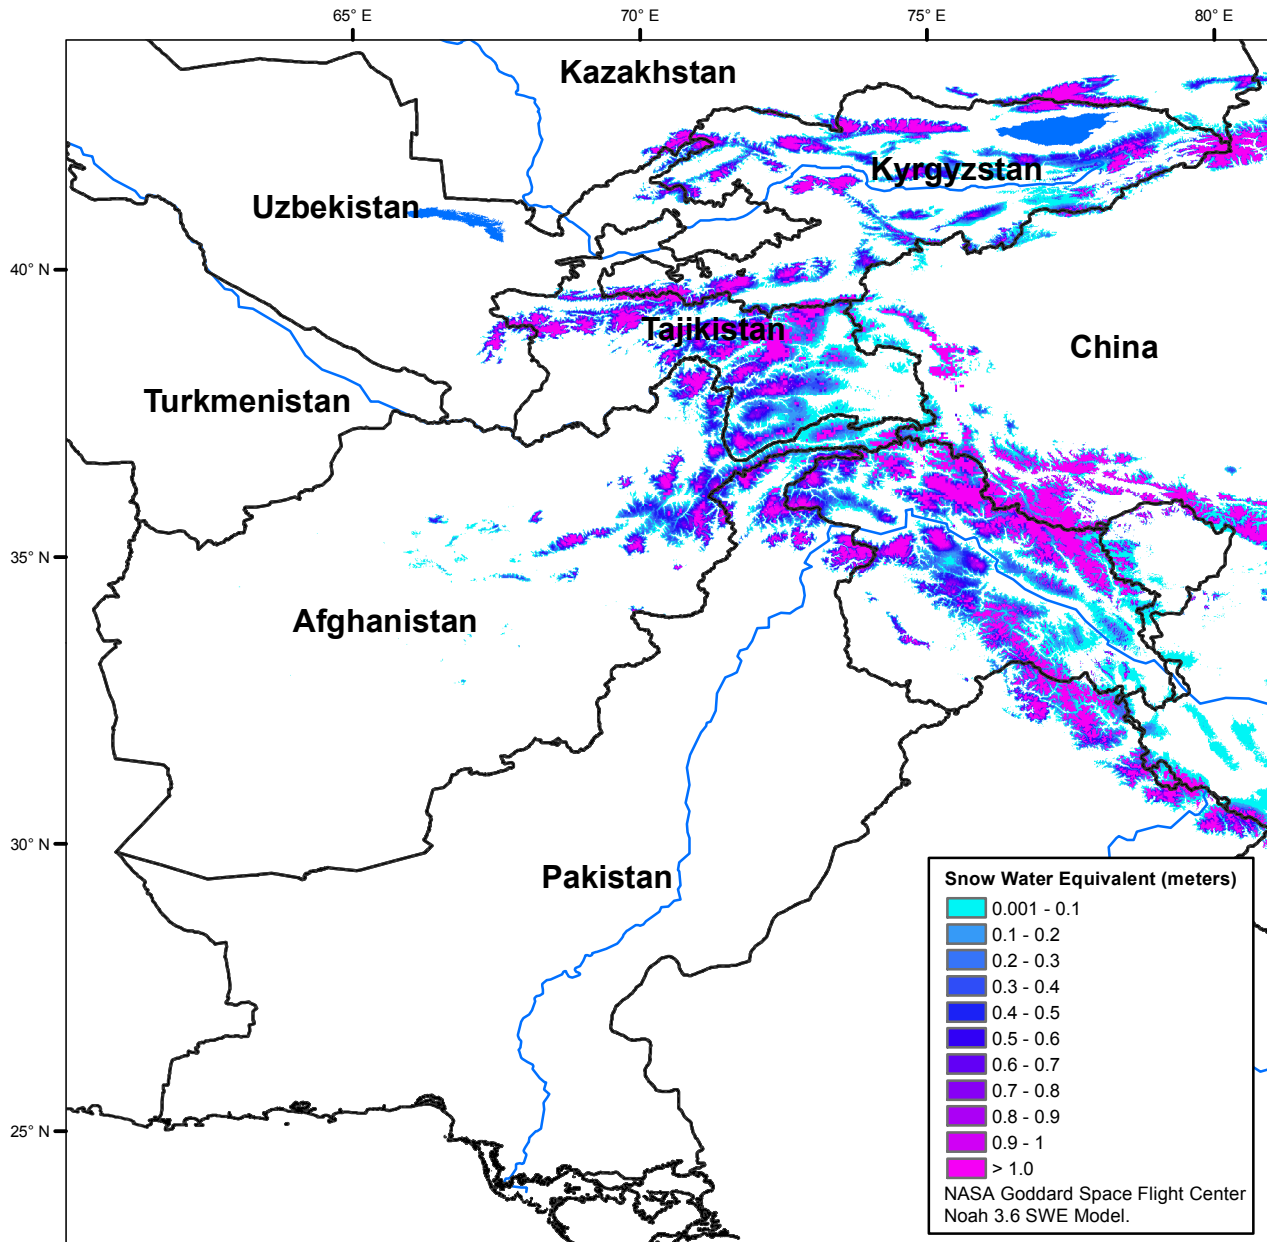 65° E
70° E
75° E
80° E
Kazakhstan
Kyrgyzstan
Uzbekistan
40° N
Tajikistan
China
Turkmenistan
35° N
Afghanistan
30° N
Pakistan
25° N
Snow Water Equivalent (meters)
0.001 - 0.1
0.1 - 0.2
0.2 - 0.3
0.3 - 0.4
0.4 - 0.5
0.5 - 0.6
0.6 - 0.7
0.7 - 0.8
0.8 - 0.9
0.9 - 1
> 1.0
NASA Goddard Space Flight Center
Noah 3.6 SWE Model.